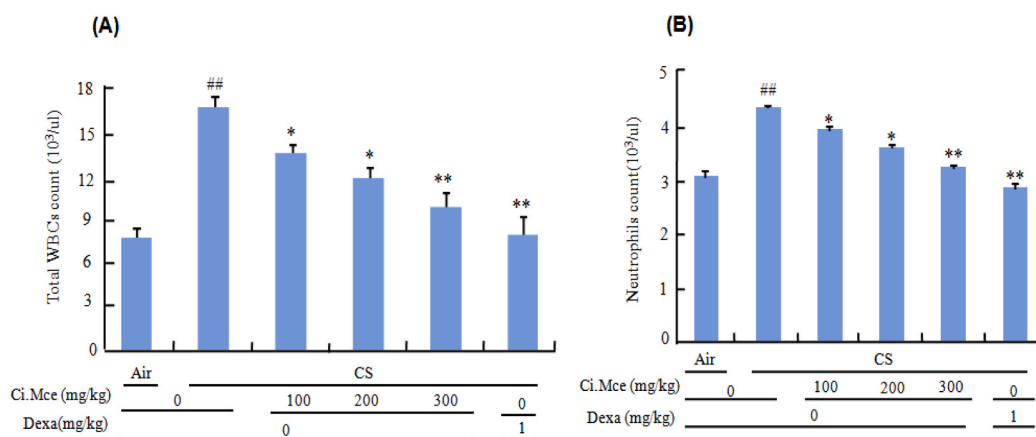 (A)
Total WBCs count (10³/ul)
18
15
12
9
6
3
0
##
*
*
**
**
Air CS
Ci.Mce (mg/kg) 0 100 200 300 0
Dexa(mg/kg) 0 1
(B)
Neutrophils count(10³/ul)
5
4
3
2
1
0
##
*
*
**
**
Air CS
Ci.Mce (mg/kg) 0 100 200 300 0
Dexa (mg/kg) 0 1